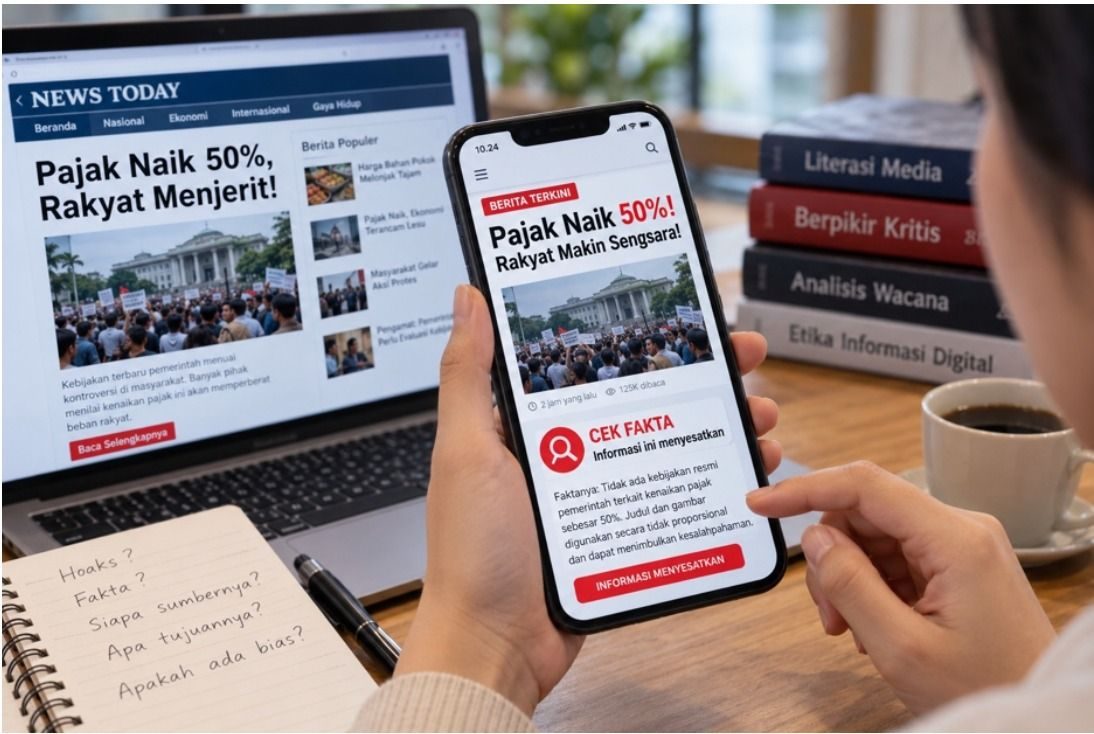 NEWS TODAY
Beranda Nasional Ekonomi Internasional Gaya Hidup
Pajak Naik 50%,
Rakyat Menjerit!
Kebijakan terbaru pemerintah menuai
kontroversi di masyarakat. Banyak pihak
menilai kenaikan pajak ini akan memperberat
beban rakyat.
Baca Selengkapnya
Berita Populer
Harga Bahan Pokok
Melonjak Tajam
Pajak Naik, Ekonomi
Terancam Lesu
Masyarakat Gelar
Aksi Protes
Pengamat: Pemerinta
Perlu Evaluasi
10.24
BERITA TERKINI
Pajak Naik 50%!
Rakyat Makin Sengsara!
2 jam yang lalu 125K dibaca
CEK FAKTA
Informasi ini menyesatkan
Faktanya: Tidak ada kebijakan resmi
pemerintah terkait kenaikan pajak
sebesar 50%. Judul dan gambar
digunakan secara tidak proporsional
dan dapat menimbulkan kesalahpahaman.
INFORMASI MENYESATKAN
Literasi Media
Berpikir Kritis
Analisis Wacana
Etika Informasi Digital
Hoaks?
Fakta?
Siapa sumbernya?
Apa tujuannya?
Apakah ada bias?